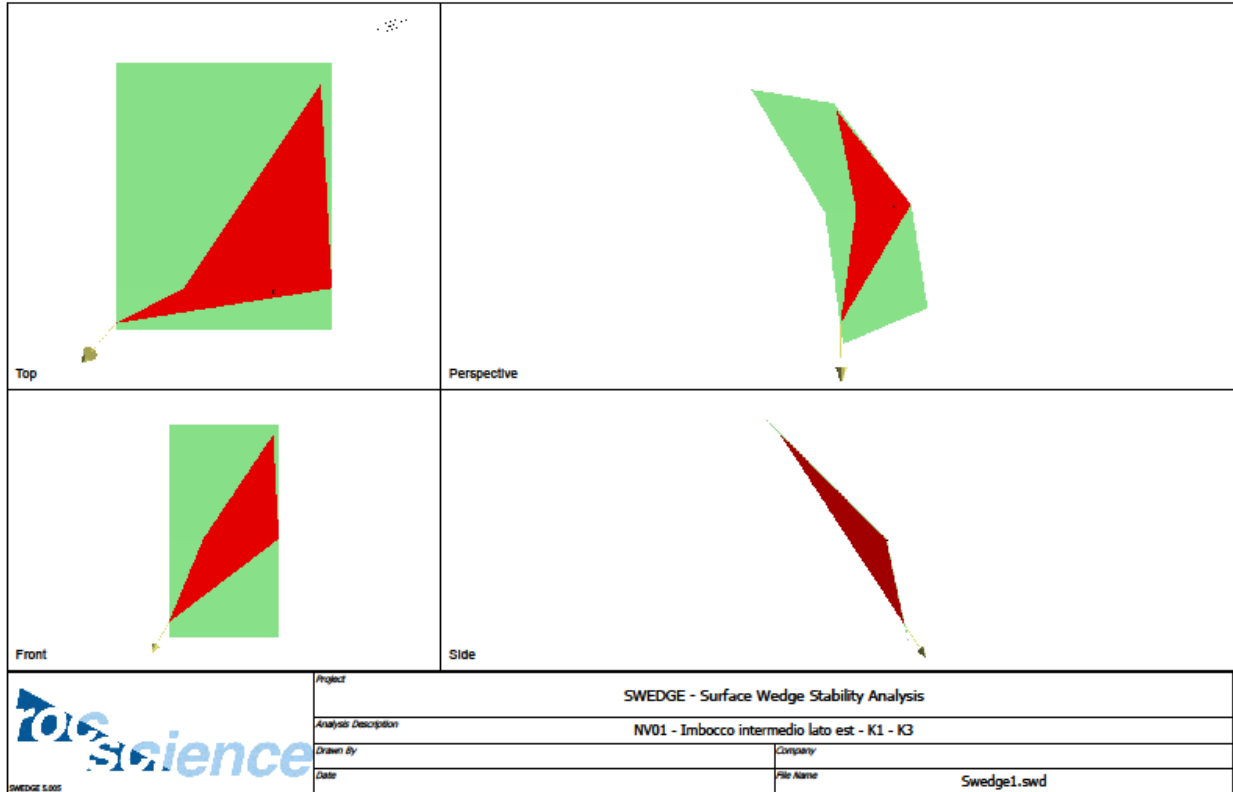 Top
Perspective
Front
Side
rocscience
SWEDGE 5.005
Project
SWEDGE - Surface Wedge Stability Analysis
Analysis Description
NV01 - Imbocco intermedio lato est - K1 - K3
Drawn By
Company
Date
File Name
Swedge1.swd